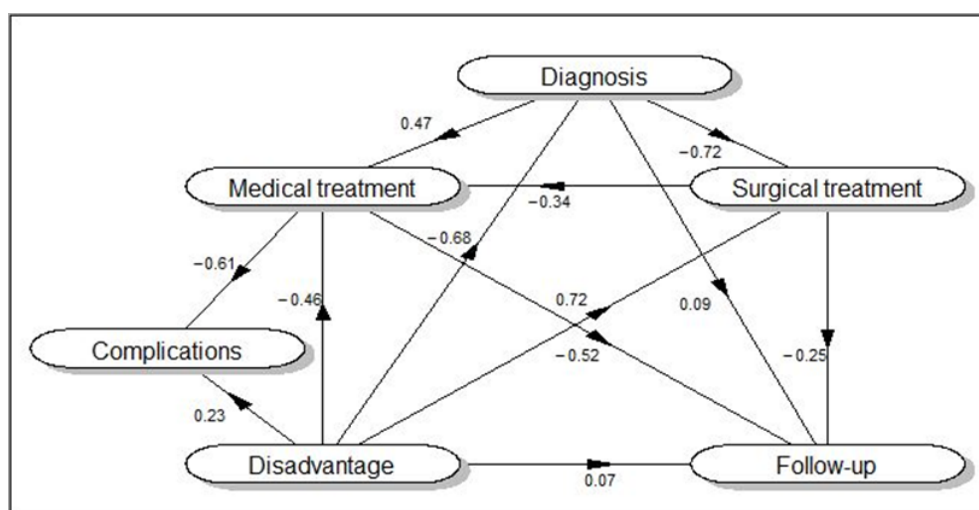 Diagnosis
0.47
−0.72
Medical treatment
Surgical treatment
−0.34
−0.68
−0.61
−0.46
0.72
0.09
Complications
−0.52
−0.25
0.23
Disadvantage
Follow-up
0.07